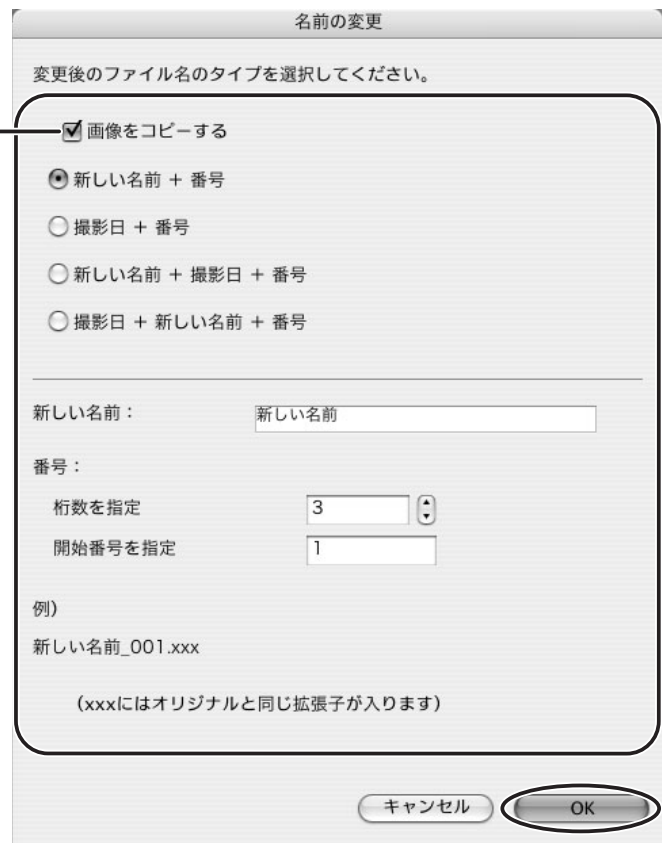 名前の変更
変更後のファイル名のタイプを選択してください。
画像をコピーする
新しい名前 + 番号
撮影日 + 番号
新しい名前 + 撮影日 + 番号
撮影日 + 新しい名前 + 番号
新しい名前： 新しい名前
番号：
桁数を指定 3
開始番号を指定 1
例)
新しい名前_001.xxx
（xxxにはオリジナルと同じ拡張子が入ります）
キャンセル OK